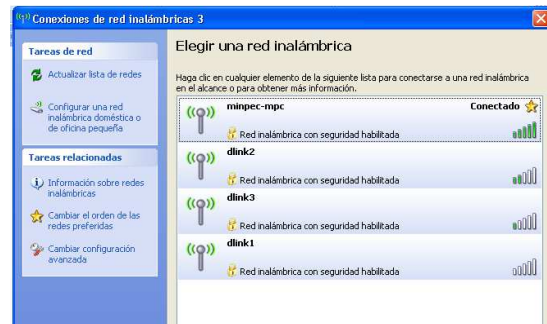 Conexiones de red inalámbricas 3
Tareas de red
Actualizar lista de redes
Configurar una red
inalámbrica doméstica o
de oficina pequeña
Tareas relacionadas
Información sobre redes
inalámbricas
Cambiar el orden de las
redes preferidas
Cambiar configuración
avanzada
Elegir una red inalámbrica
Haga clic en cualquier elemento de la siguiente lista para conectarse a una red inalámbrica
en el alcance o para obtener más información.
minpec-mpc Conectado
Red inalámbrica con seguridad habilitada
dlink2
Red inalámbrica con seguridad habilitada
dlink3
Red inalámbrica con seguridad habilitada
dlink1
Red inalámbrica con seguridad habilitada